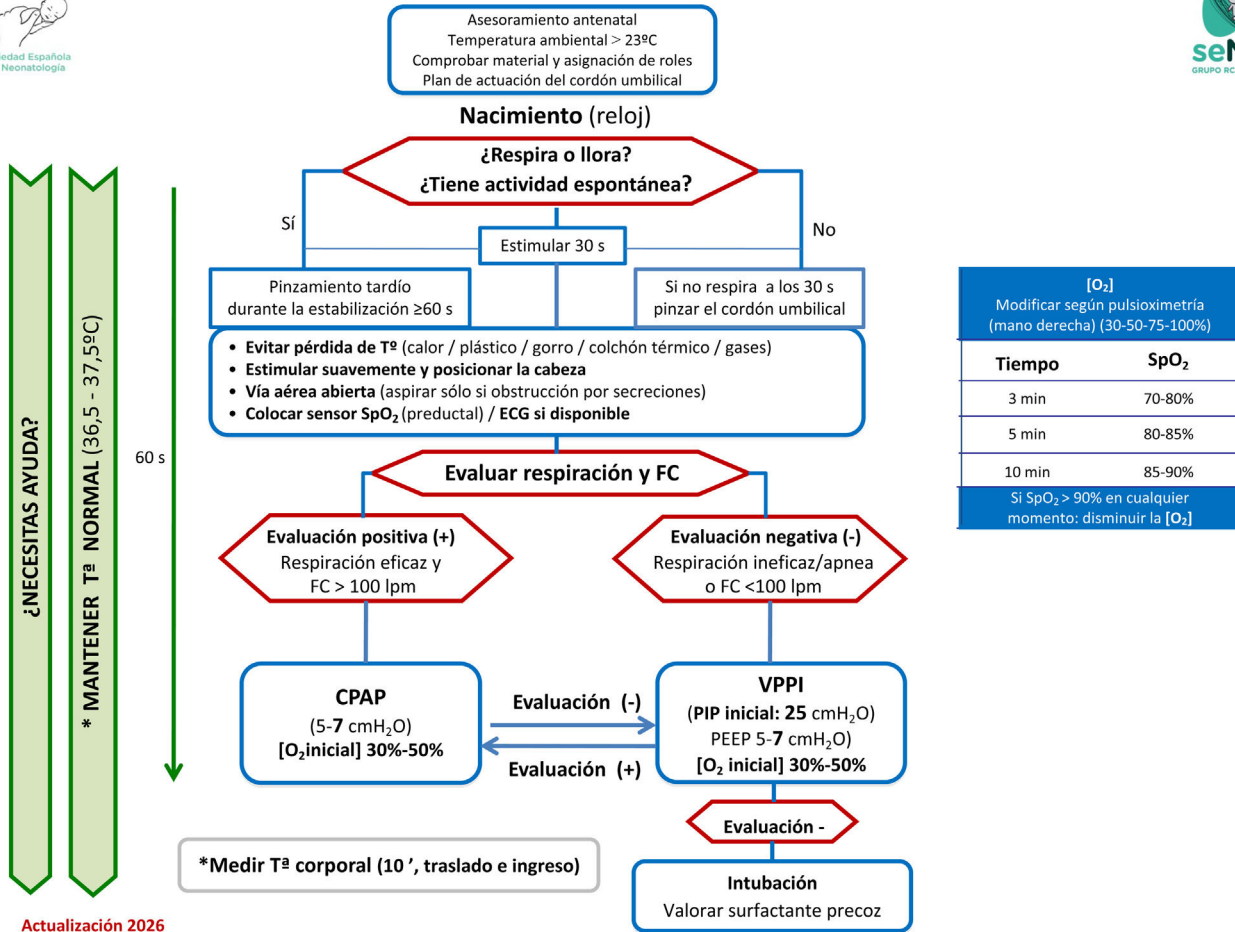 iedad Española
Neonatología
seN
GRUPO RC
Asesoramiento antenatal
Temperatura ambiental > 23ºC
Comprobar material y asignación de roles
Plan de actuación del cordón umbilical
Nacimiento (reloj)
¿Respira o llora?
¿Tiene actividad espontánea?
Sí
No
Estimular 30 s
Pinzamiento tardío
durante la estabilización ≥60 s
Si no respira a los 30 s
pinzar el cordón umbilical
• Evitar pérdida de Tº (calor / plástico / gorro / colchón térmico / gases)
• Estimular suavemente y posicionar la cabeza
• Vía aérea abierta (aspirar sólo si obstrucción por secreciones)
• Colocar sensor SpO₂ (preductal) / ECG si disponible
60 s
¿NECESITAS AYUDA?
* MANTENER Tª NORMAL (36,5 - 37,5ºC)
Evaluar respiración y FC
Evaluación positiva (+)
Respiración eficaz y
FC > 100 lpm
Evaluación negativa (-)
Respiración ineficaz/apnea
o FC <100 lpm
CPAP
(5-7 cmH₂O)
[O₂inicial] 30%-50%
Evaluación (-)
Evaluación (+)
VPPI
(PIP inicial: 25 cmH₂O)
PEEP 5-7 cmH₂O)
[O₂ inicial] 30%-50%
Evaluación -
Intubación
Valorar surfactante precoz
*Medir Tª corporal (10 ’, traslado e ingreso)
Actualización 2026
[O₂]
Modificar según pulsioximetría
(mano derecha) (30-50-75-100%)
Tiempo SpO₂
3 min 70-80%
5 min 80-85%
10 min 85-90%
Si SpO₂ > 90% en cualquier
momento: disminuir la [O₂]